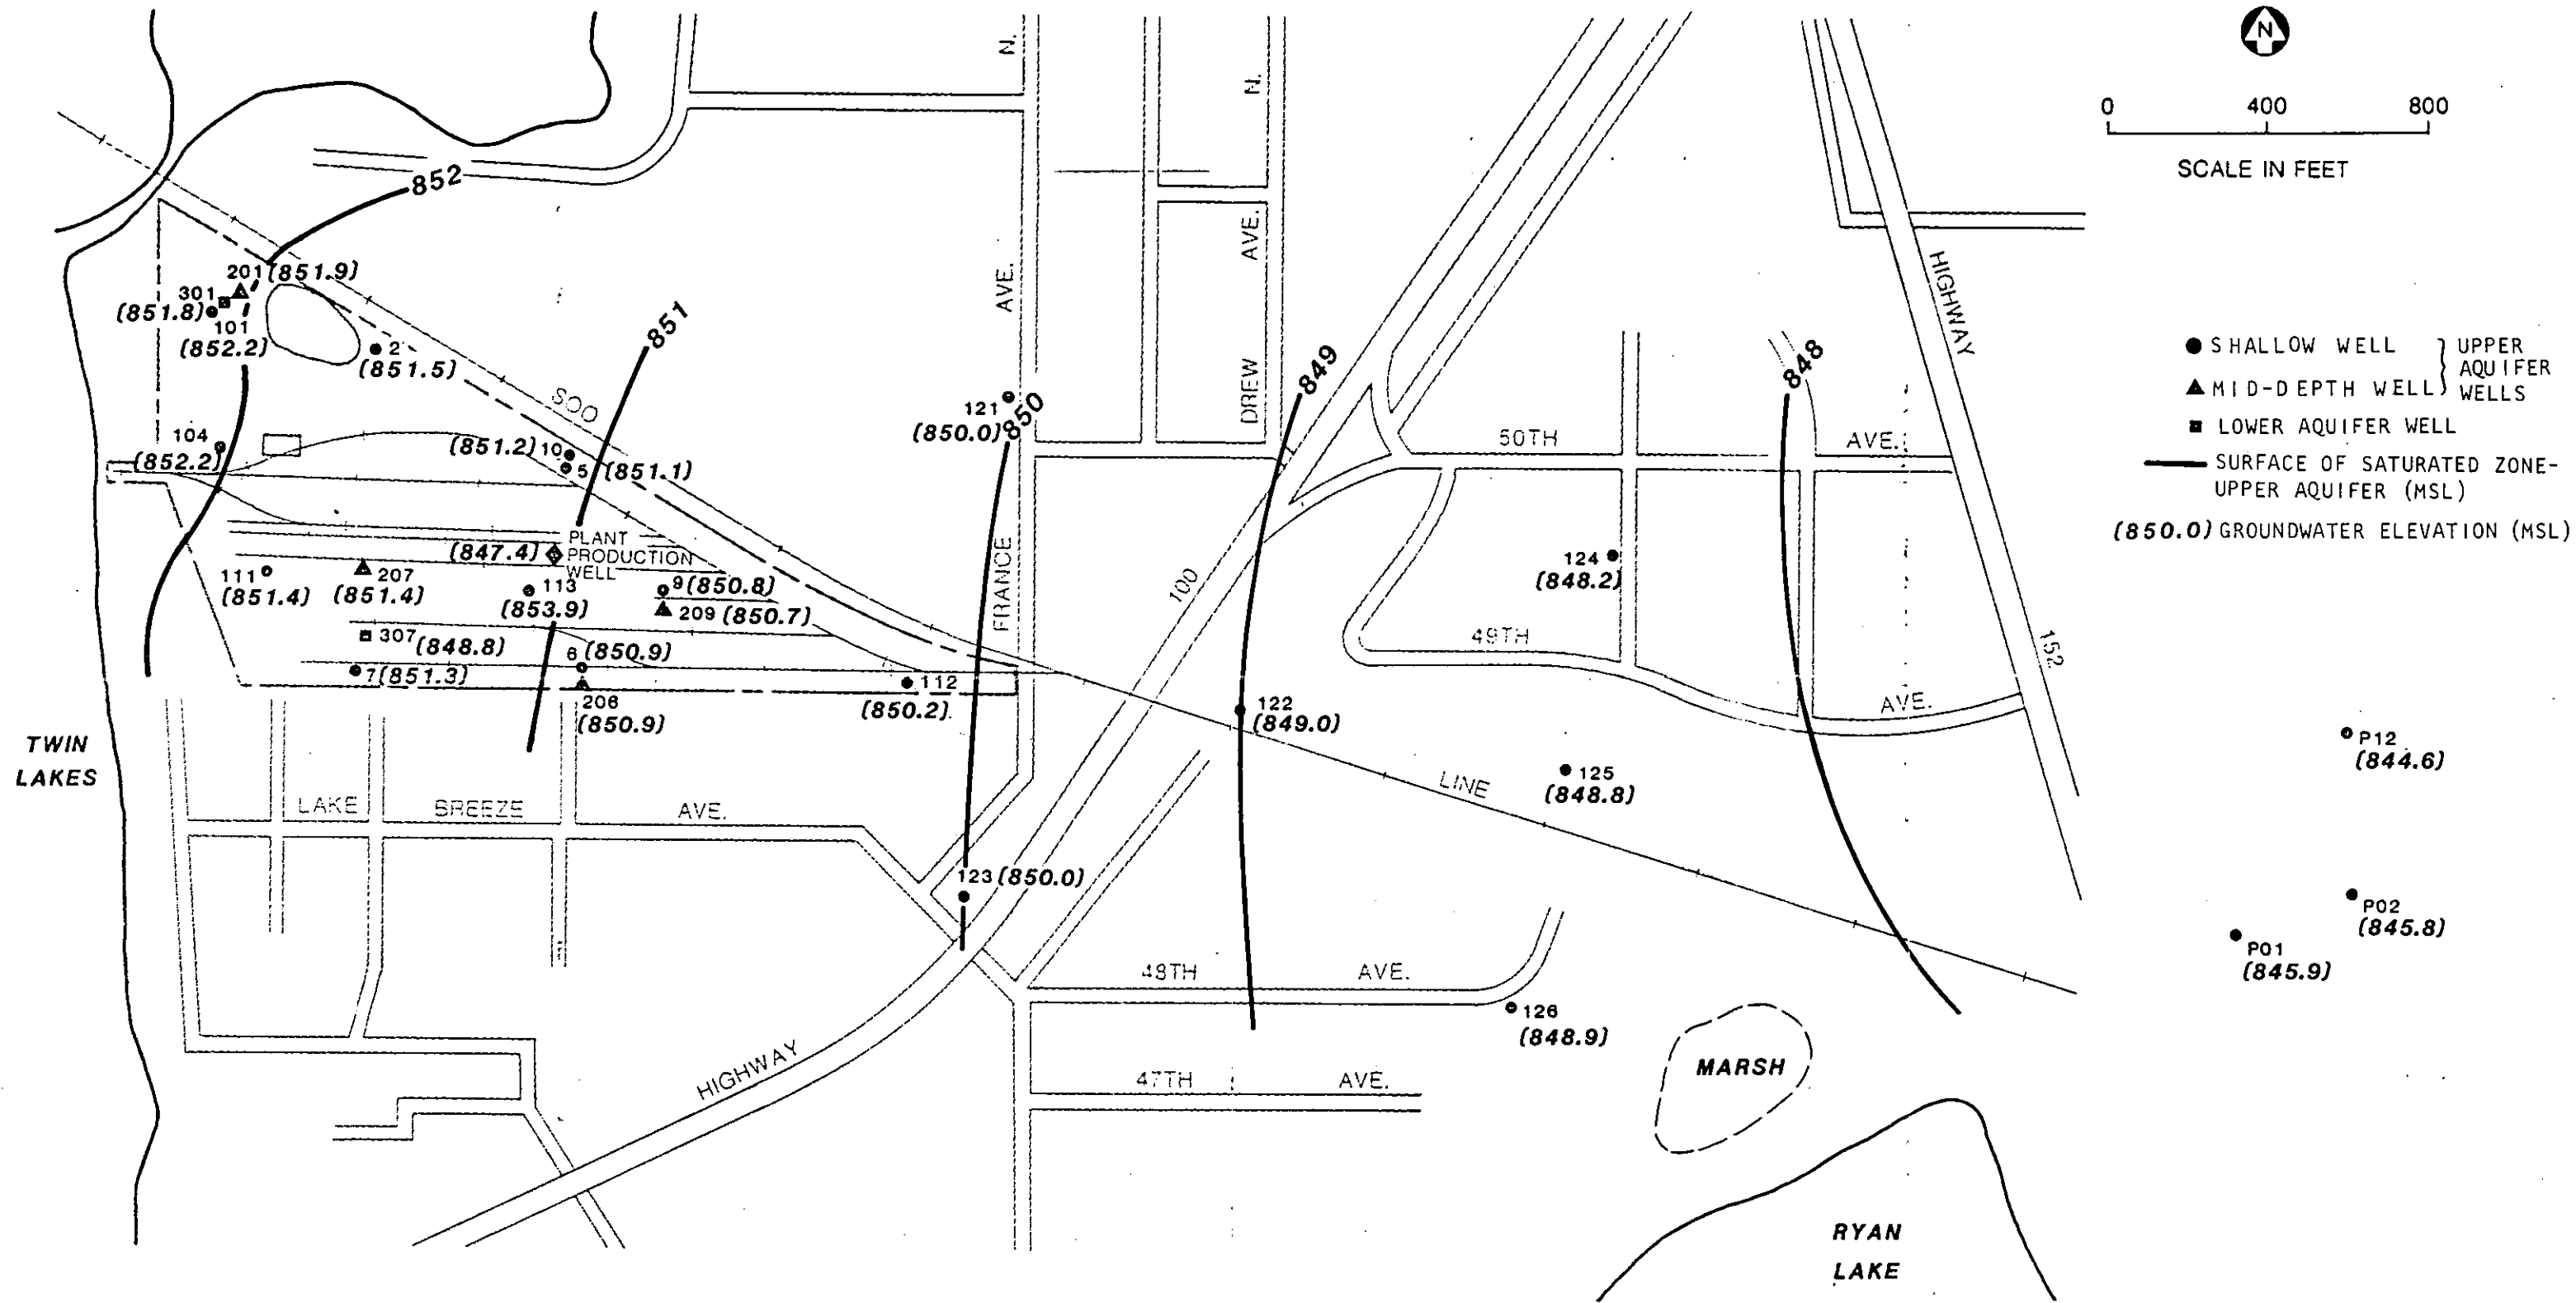 N
0 400 800
SCALE IN FEET
● SHALLOW WELL
▲ MID-DEPTH WELL
UPPER
AQUIFER
WELLS
■ LOWER AQUIFER WELL
SURFACE OF SATURATED ZONE-
UPPER AQUIFER (MSL)
(850.0) GROUNDWATER ELEVATION (MSL)
852
851
850
849
848
201 (851.9)
301
(851.8)
101
(852.2)
2
(851.5)
104
(852.2)
(851.2) 10
5 (851.1)
SOO
(847.4)
PLANT
PRODUCTION
WELL
111
(851.4)
207
(851.4)
113
(853.9)
9 (850.8)
209 (850.7)
307 (848.8)
6 (850.9)
7 (851.3)
206
(850.9)
112
(850.2)
121
(850.0)
FRANCE AVE. N.
DREW AVE. N.
HIGHWAY 100
HIGHWAY 152
50TH AVE.
49TH AVE.
124
(848.2)
122
(849.0)
125
(848.8)
LINE
123 (850.0)
LAKE BREEZE AVE.
TWIN
LAKES
48TH AVE.
126
(848.9)
47TH AVE.
MARSH
RYAN
LAKE
P12
(844.6)
P02
(845.8)
P01
(845.9)